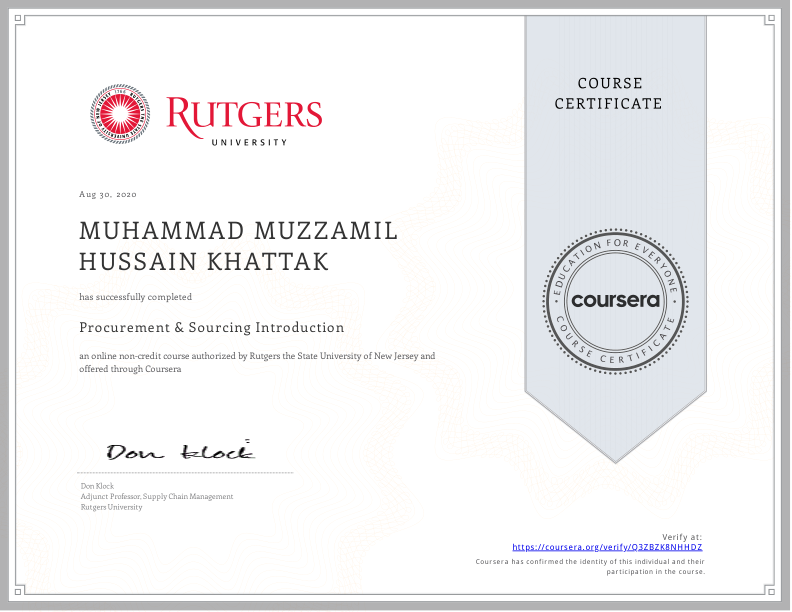 COURSE
CERTIFICATE
RUTGERS
UNIVERSITY
Aug 30, 2020
MUHAMMAD MUZZAMIL
HUSSAIN KHATTAK
has successfully completed
Procurement & Sourcing Introduction
an online non-credit course authorized by Rutgers the State University of New Jersey and
offered through Coursera
EDUCATION FOR EVERYONE
coursera
COURSE CERTIFICATE
Don Klock
Don Klock
Adjunct Professor, Supply Chain Management
Rutgers University
Verify at:
https://coursera.org/verify/Q3ZBZK8NHHDZ
Coursera has confirmed the identity of this individual and their
participation in the course.